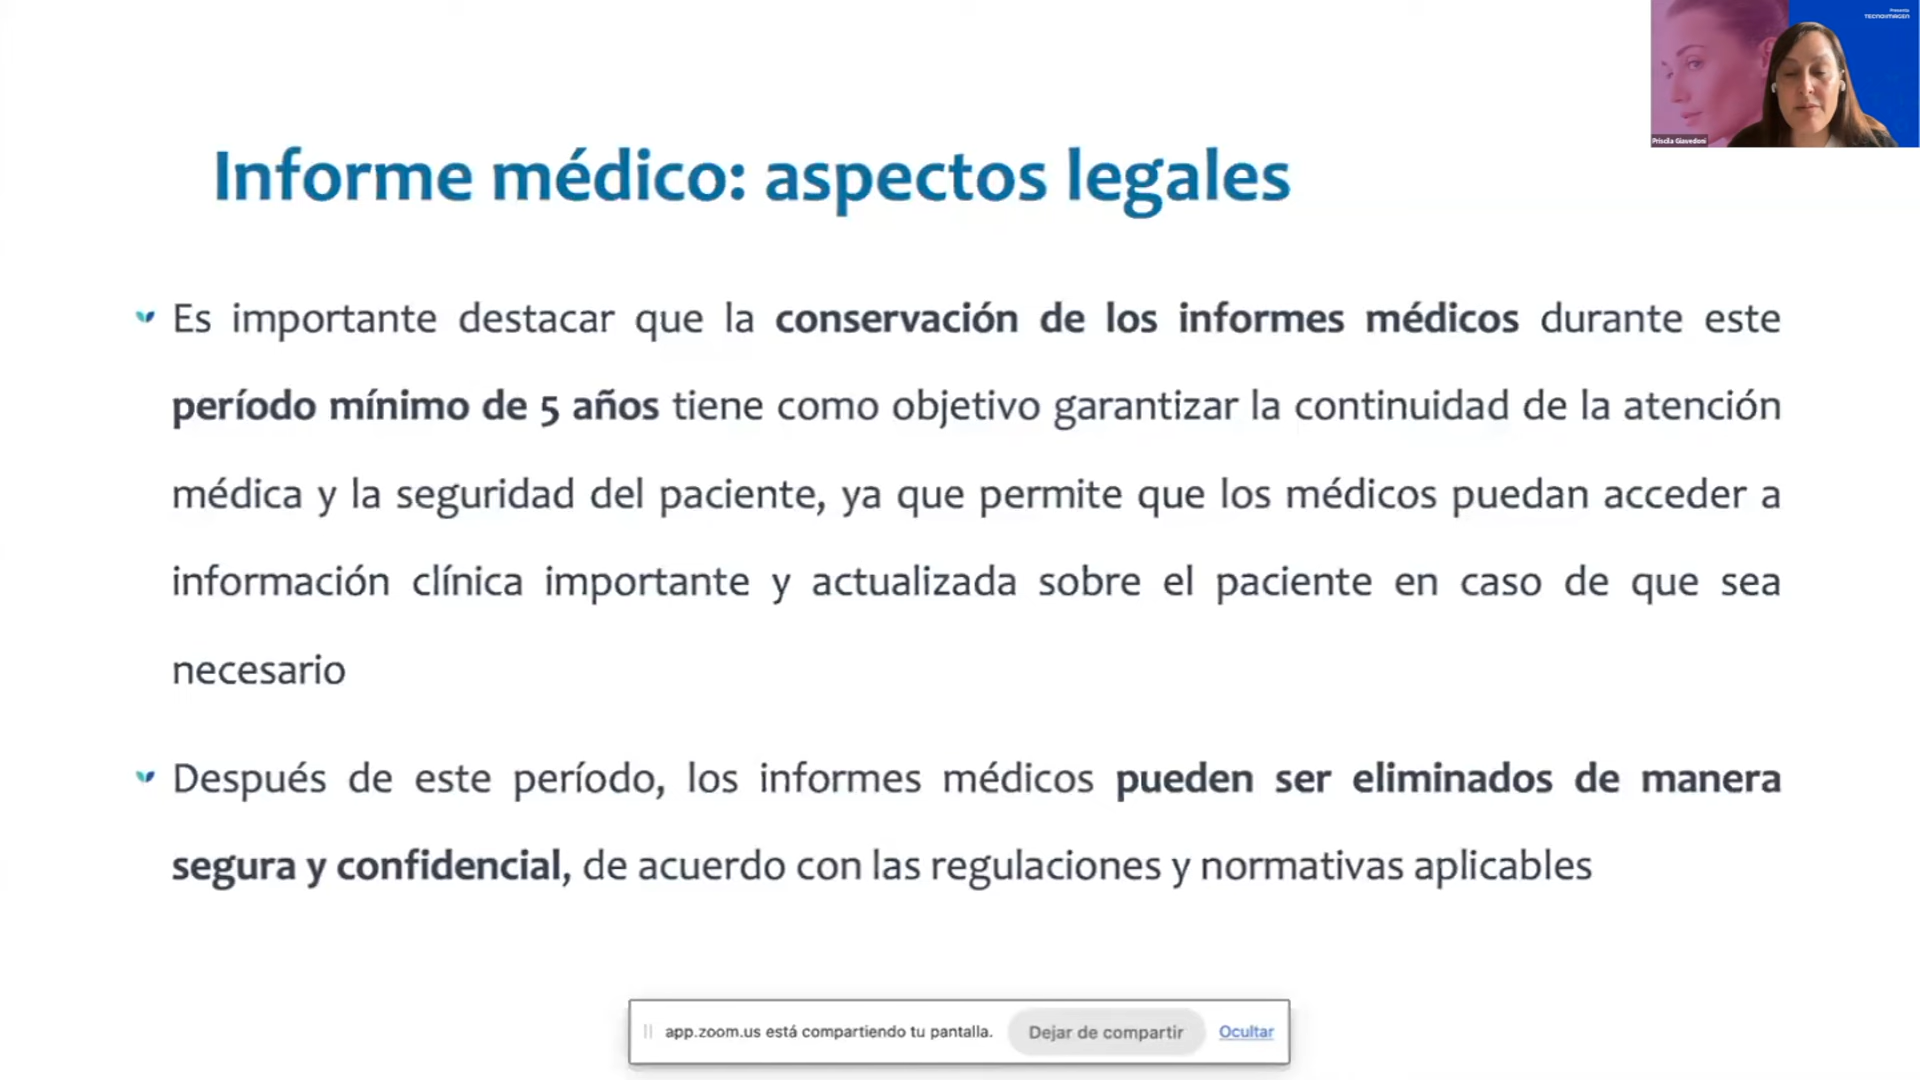 Presenta
TECNOIMAGEN
Priscila Giavedoni
Informe médico: aspectos legales
Es importante destacar que la conservación de los informes médicos durante este
período mínimo de 5 años tiene como objetivo garantizar la continuidad de la atención
médica y la seguridad del paciente, ya que permite que los médicos puedan acceder a
información clínica importante y actualizada sobre el paciente en caso de que sea
necesario
Después de este período, los informes médicos pueden ser eliminados de manera
segura y confidencial, de acuerdo con las regulaciones y normativas aplicables
app.zoom.us está compartiendo tu pantalla.
Dejar de compartir
Ocultar